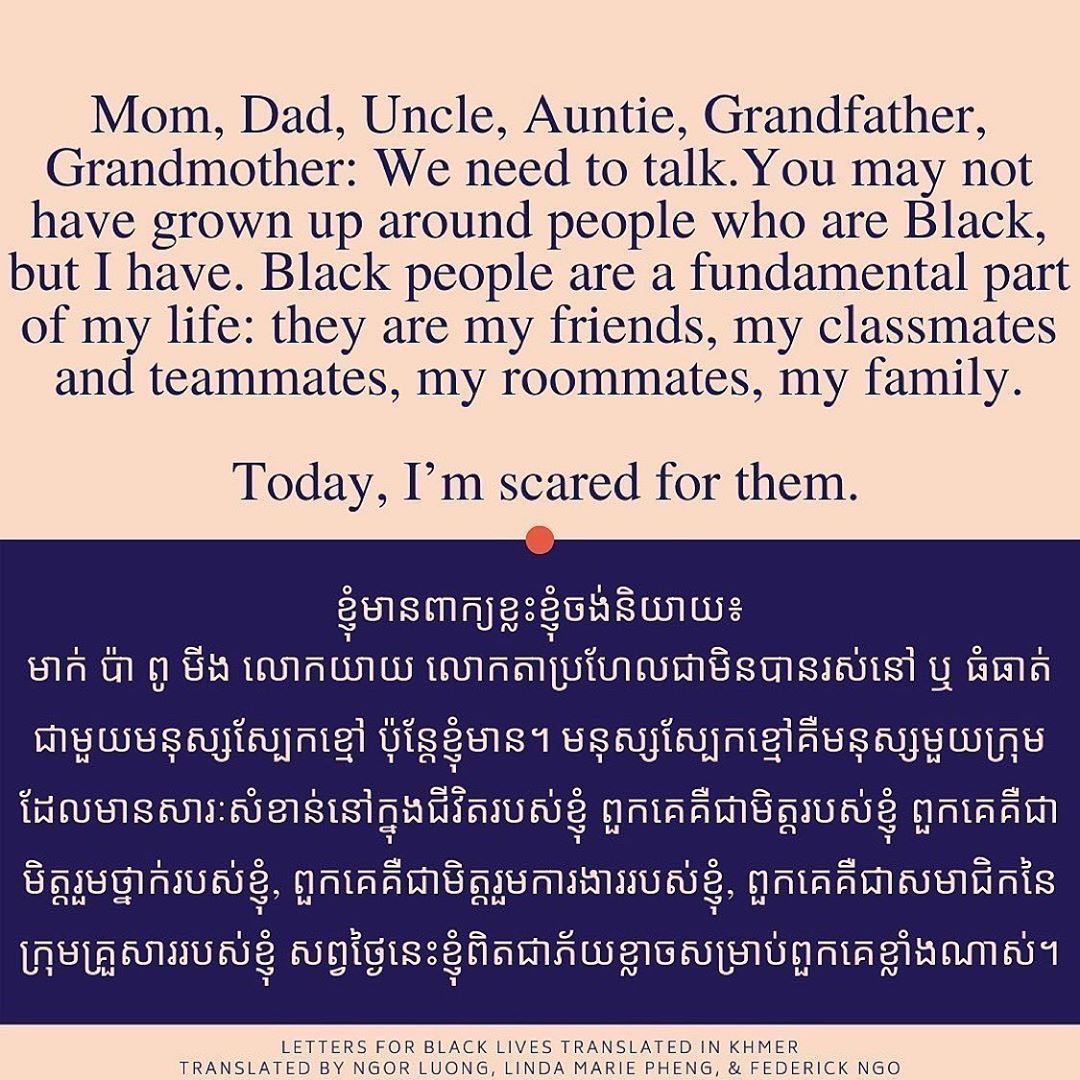 Mom, Dad, Uncle, Auntie, Grandfather,
Grandmother: We need to talk.You may not
have grown up around people who are Black,
but I have. Black people are a fundamental part
of my life: they are my friends, my classmates
and teammates, my roommates, my family.
Today, I’m scared for them.
ខ្ញុំមានពាក្យខ្លះខ្ញុំចង់និយាយ៖
មាក់ ប៉ា ពូ មីង លោកយាយ លោកតាប្រហែលជាមិនបានរស់នៅ ឬ ធំធាត់
ជាមួយមនុស្សស្បែកខ្មៅ ប៉ុន្តែខ្ញុំមាន។ មនុស្សស្បែកខ្មៅគឺមនុស្សមួយក្រុម
ដែលមានសារៈសំខាន់នៅក្នុងជីវិតរបស់ខ្ញុំ ពួកគេគឺជាមិត្តរបស់ខ្ញុំ ពួកគេគឺជា
មិត្តរួមថ្នាក់របស់ខ្ញុំ, ពួកគេគឺជាមិត្តរួមការងាររបស់ខ្ញុំ, ពួកគេគឺជាសមាជិកនៃ
ក្រុមគ្រួសាររបស់ខ្ញុំ សព្វថ្ងៃនេះខ្ញុំពិតជាភ័យខ្លាចសម្រាប់ពួកគេខ្លាំងណាស់។
LETTERS FOR BLACK LIVES TRANSLATED IN KHMER
TRANSLATED BY NGOR LUONG, LINDA MARIE PHENG, & FEDERICK NGO